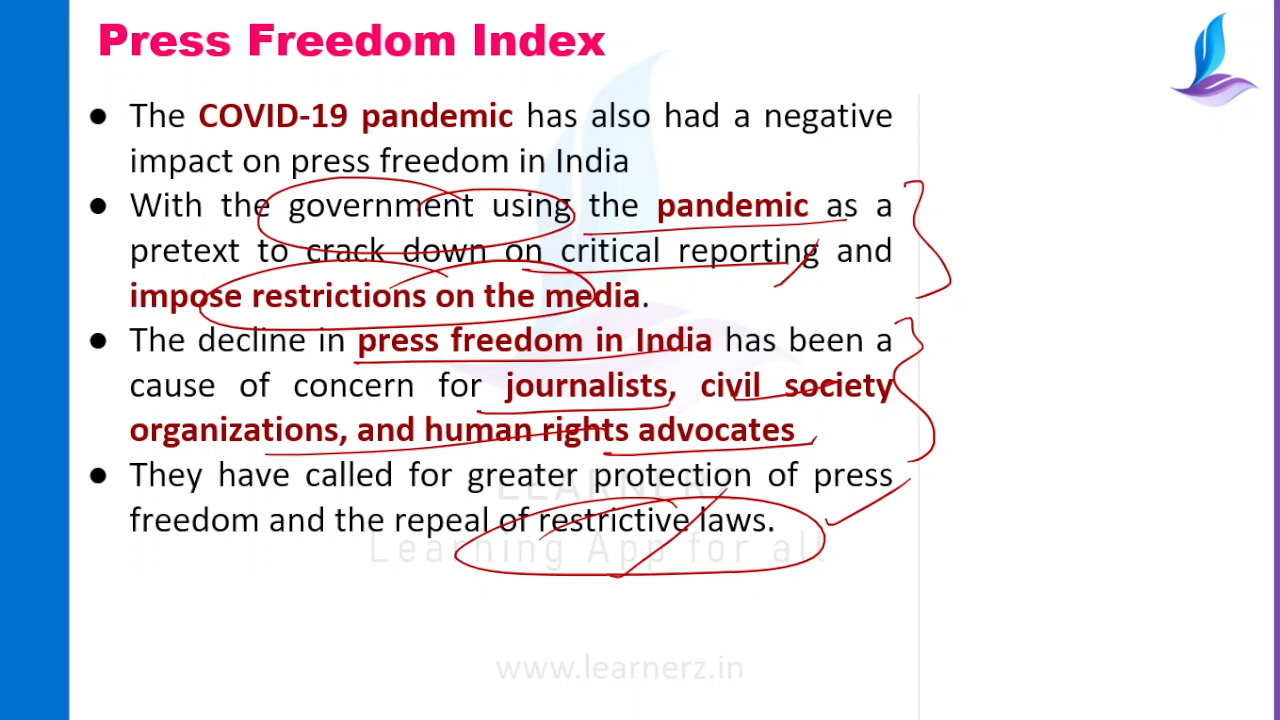 Press Freedom Index
● The COVID-19 pandemic has also had a negative
impact on press freedom in India
● With the government using the pandemic as a
pretext to crack down on critical reporting and
impose restrictions on the media.
● The decline in press freedom in India has been a
cause of concern for journalists, civil society
organizations, and human rights advocates
● They have called for greater protection of press
freedom and the repeal of restrictive laws.
LEARNERZ
Learning App for all
www.learnerz.in